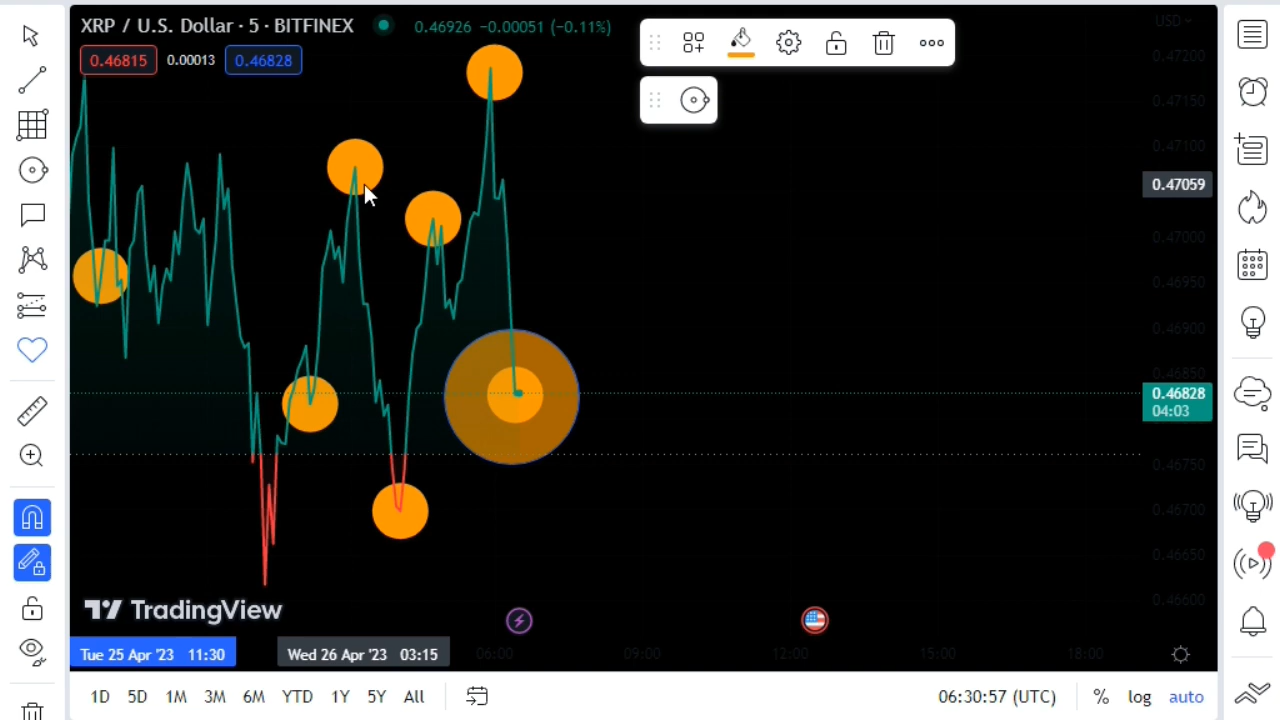 XRP / U.S. Dollar · 5 · BITFINEX 0.46926 −0.00051 (−0.11%)
0.46815 0.00013 0.46828
USD
0.47200
0.47150
0.47100
0.47059
0.47000
0.46950
0.46900
0.46850
0.46828
04:03
0.46750
0.46700
0.46650
0.46600
TradingView
Tue 25 Apr '23 11:30 Wed 26 Apr '23 03:15 06:00 09:00 12:00 15:00 18:00
1D 5D 1M 3M 6M YTD 1Y 5Y All 06:30:57 (UTC) % log auto